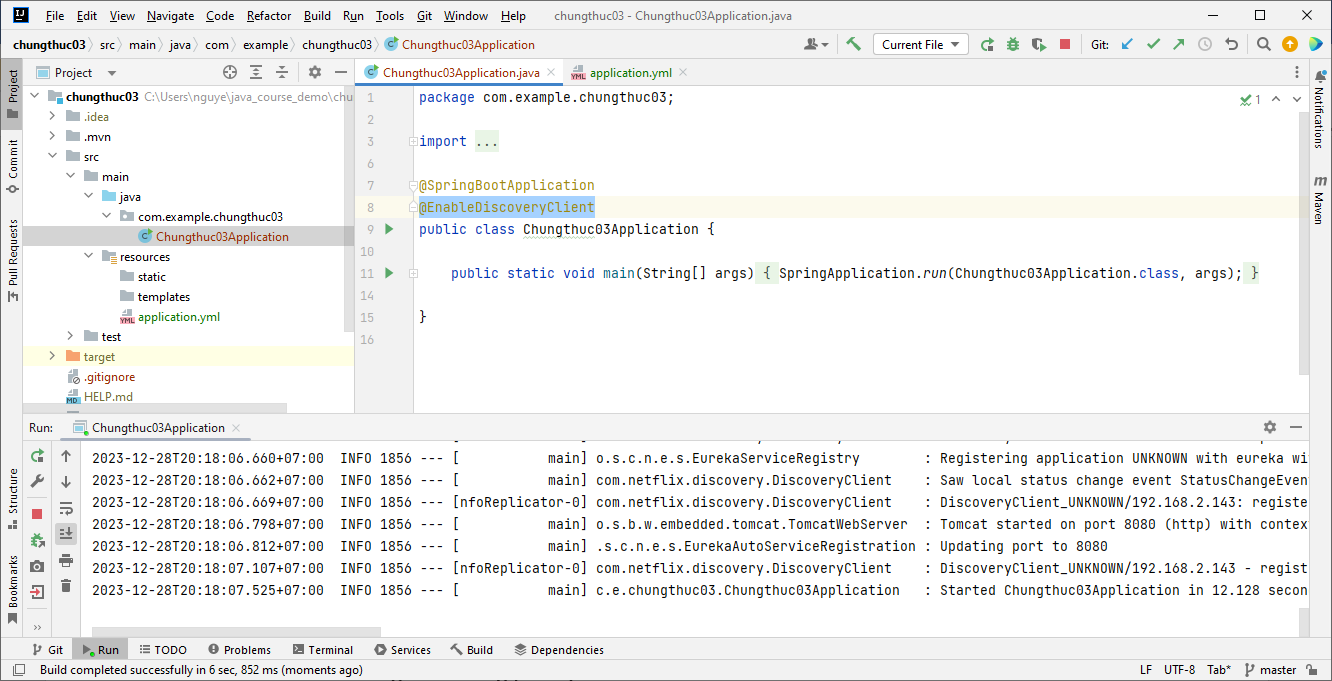 File Edit View Navigate Code Refactor Build Run Tools Git Window Help chungthuc03 - Chungthuc03Application.java
chungthuc03 src main java com example chungthuc03 Chungthuc03Application Current File Git:
Project Chungthuc03Application.java application.yml
Project
Commit
Pull Requests
Structure
Bookmarks
chungthuc03 C:\Users\nguye\java_course_demo\chu
.idea
.mvn
src
main
java
com.example.chungthuc03
Chungthuc03Application
resources
static
templates
application.yml
test
target
.gitignore
HELP.md
1 package com.example.chungthuc03;
2
3 import ...
6
7 @SpringBootApplication
8 @EnableDiscoveryClient
9 public class Chungthuc03Application {
10
11 public static void main(String[] args) { SpringApplication.run(Chungthuc03Application.class, args); }
14
15 }
16
1
Notifications
Maven
Run: Chungthuc03Application
2023-12-28T20:18:06.660+07:00 INFO 1856 --- [ main] o.s.c.n.e.s.EurekaServiceRegistry : Registering application UNKNOWN with eureka wi
2023-12-28T20:18:06.662+07:00 INFO 1856 --- [ main] com.netflix.discovery.DiscoveryClient : Saw local status change event StatusChangeEven
2023-12-28T20:18:06.669+07:00 INFO 1856 --- [nfoReplicator-0] com.netflix.discovery.DiscoveryClient : DiscoveryClient_UNKNOWN/192.168.2.143: registe
2023-12-28T20:18:06.798+07:00 INFO 1856 --- [ main] o.s.b.w.embedded.tomcat.TomcatWebServer : Tomcat started on port 8080 (http) with contex
2023-12-28T20:18:06.812+07:00 INFO 1856 --- [ main] .s.c.n.e.s.EurekaAutoServiceRegistration : Updating port to 8080
2023-12-28T20:18:07.107+07:00 INFO 1856 --- [nfoReplicator-0] com.netflix.discovery.DiscoveryClient : DiscoveryClient_UNKNOWN/192.168.2.143 - regist
2023-12-28T20:18:07.525+07:00 INFO 1856 --- [ main] c.e.chungthuc03.Chungthuc03Application : Started Chungthuc03Application in 12.128 secon
Git Run TODO Problems Terminal Services Build Dependencies
Build completed successfully in 6 sec, 852 ms (moments ago) LF UTF-8 Tab* master